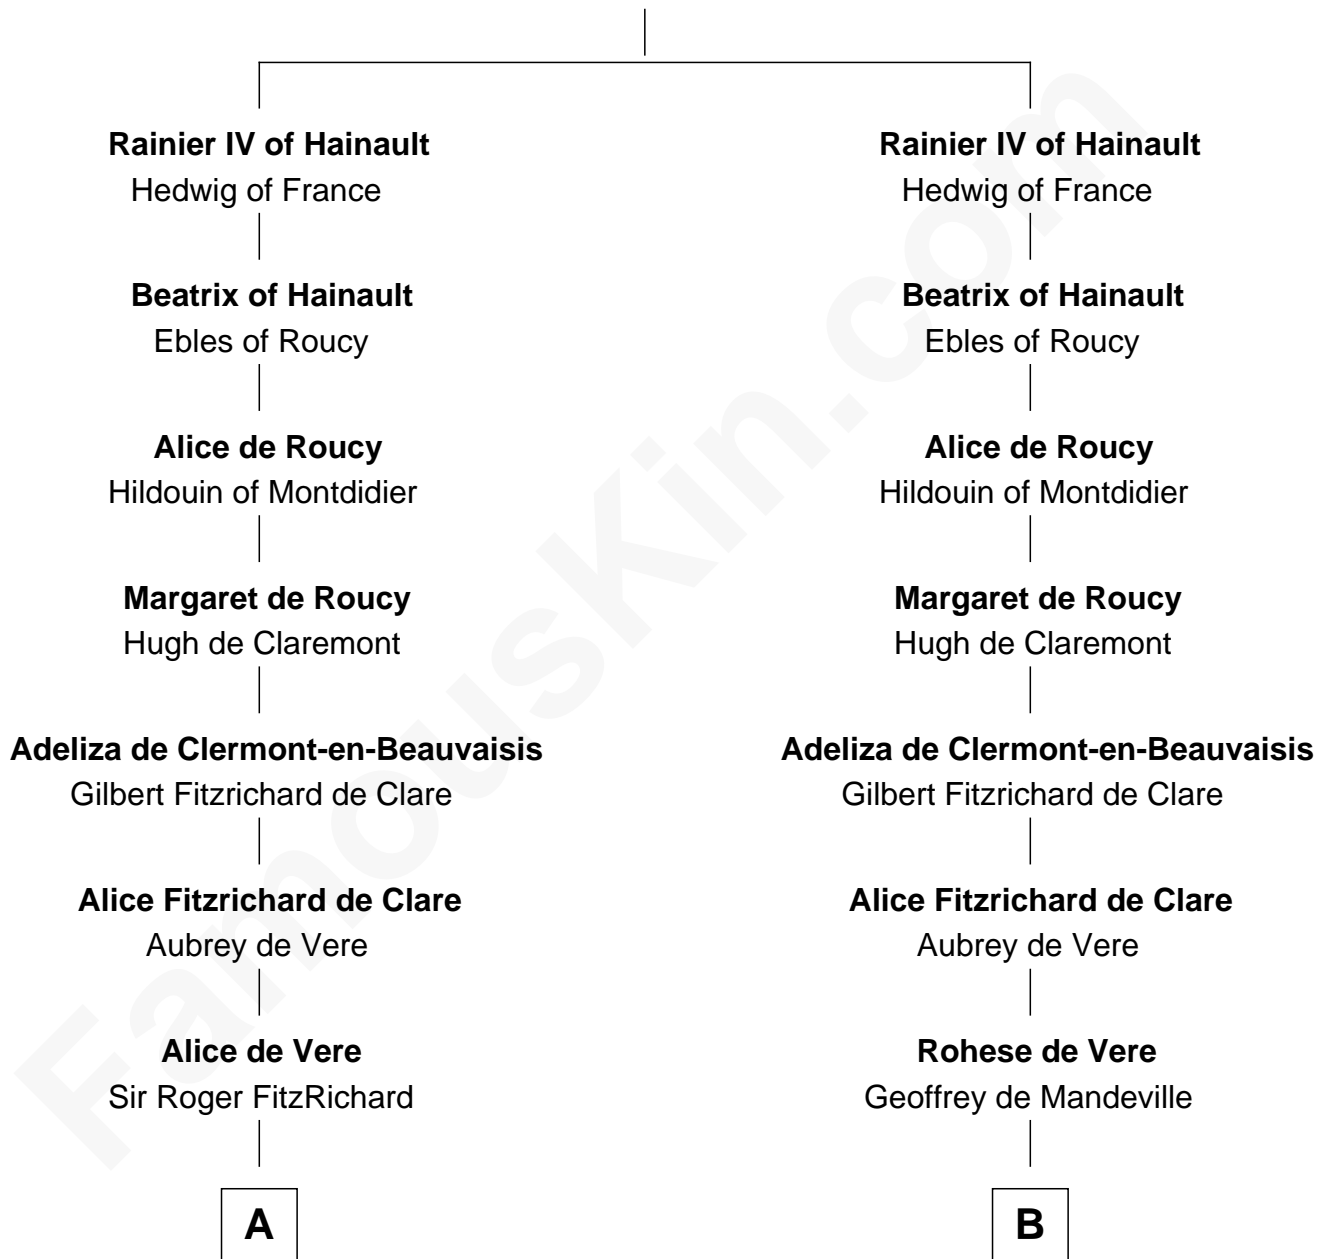 Rainier IV of Hainault
Hedwig of France
Beatrix of Hainault
Ebles of Roucy
Alice de Roucy
Hildouin of Montdidier
Margaret de Roucy
Hugh de Claremont
Adeliza de Clermont-en-Beauvaisis
Gilbert Fitzrichard de Clare
Alice Fitzrichard de Clare
Aubrey de Vere
Alice de Vere
Sir Roger FitzRichard
A
Rainier IV of Hainault
Hedwig of France
Beatrix of Hainault
Ebles of Roucy
Alice de Roucy
Hildouin of Montdidier
Margaret de Roucy
Hugh de Claremont
Adeliza de Clermont-en-Beauvaisis
Gilbert Fitzrichard de Clare
Alice Fitzrichard de Clare
Aubrey de Vere
Rohese de Vere
Geoffrey de Mandeville
B
FamousKin.com